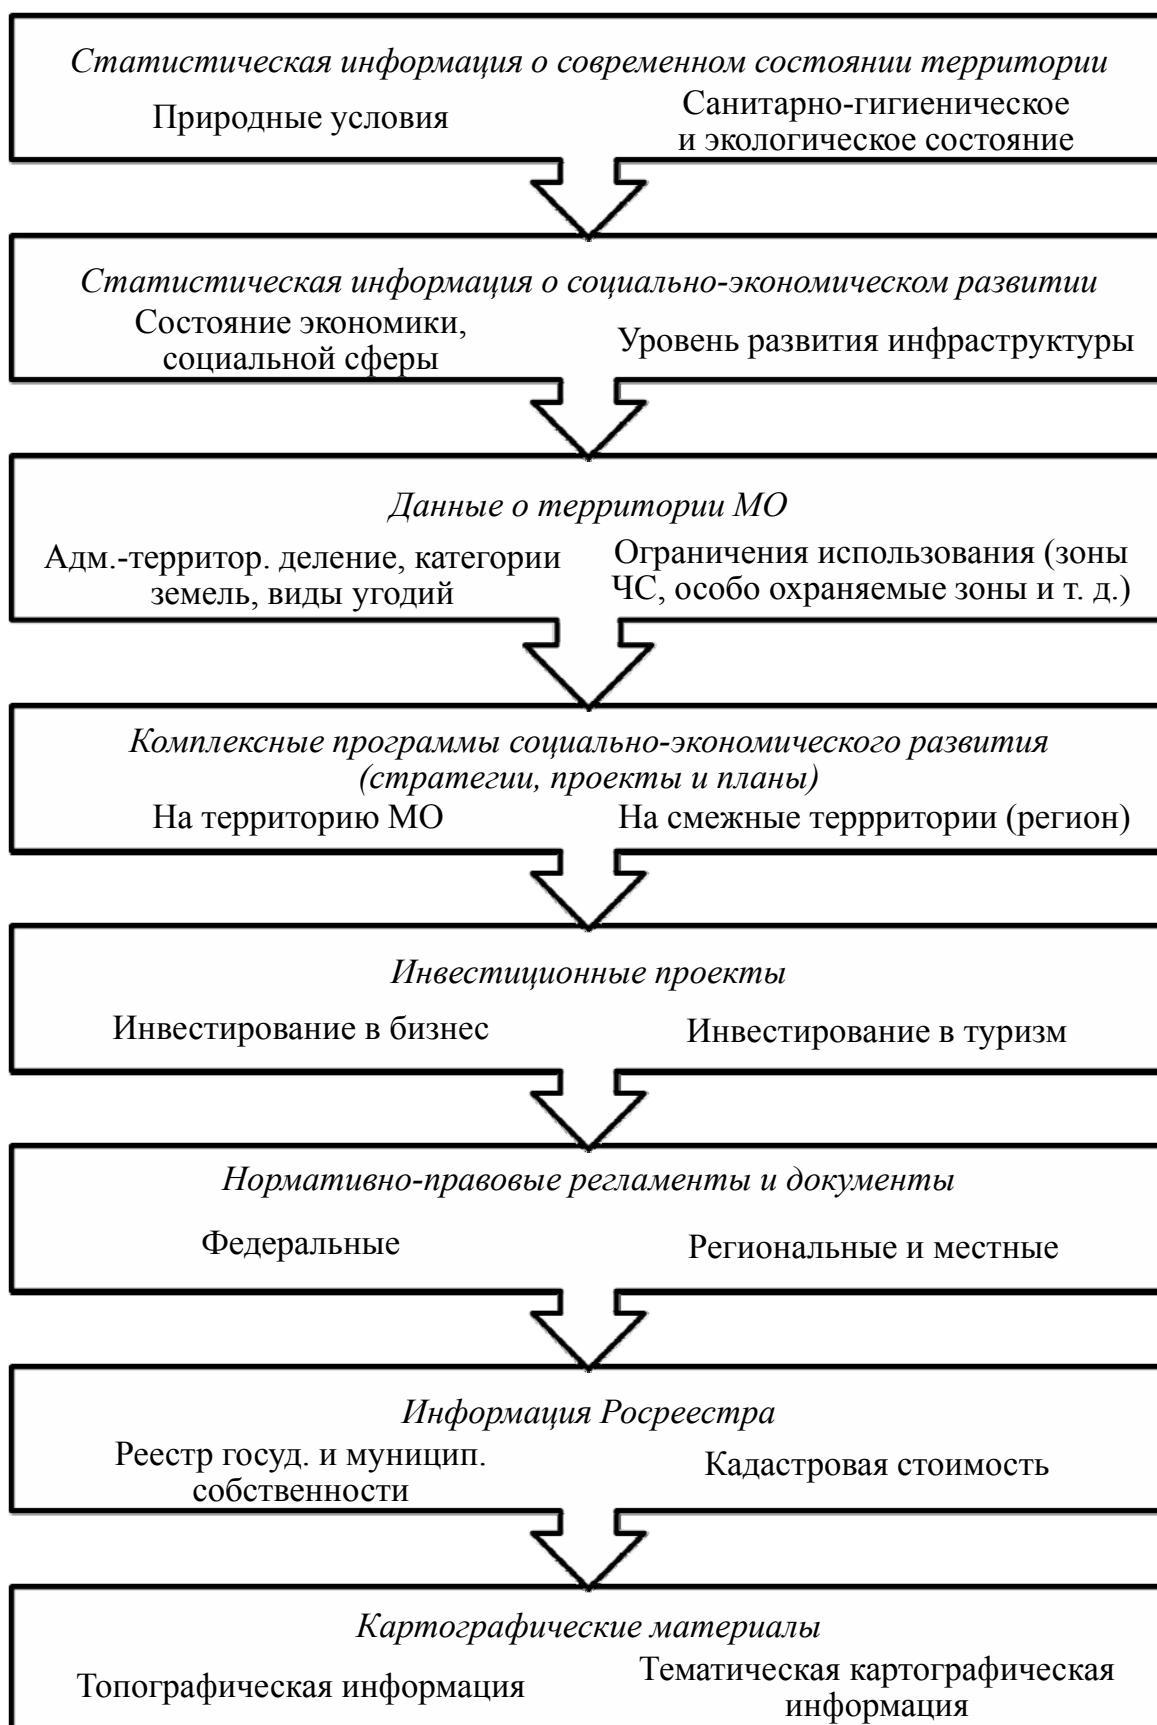 Статистическая информация о современном состоянии территории
Природные условия
Санитарно-гигиеническое
и экологическое состояние
Статистическая информация о социально-экономическом развитии
Состояние экономики,
социальной сферы
Уровень развития инфраструктуры
Данные о территории МО
Адм.-территор. деление, категории
земель, виды угодий
Ограничения использования (зоны
ЧС, особо охраняемые зоны и т. д.)
Комплексные программы социально-экономического развития
(стратегии, проекты и планы)
На территорию МО
На смежные террритории (регион)
Инвестиционные проекты
Инвестирование в бизнес
Инвестирование в туризм
Нормативно-правовые регламенты и документы
Федеральные
Региональные и местные
Информация Росреестра
Реестр госуд. и муницип.
собственности
Кадастровая стоимость
Картографические материалы
Топографическая информация
Тематическая картографическая
информация